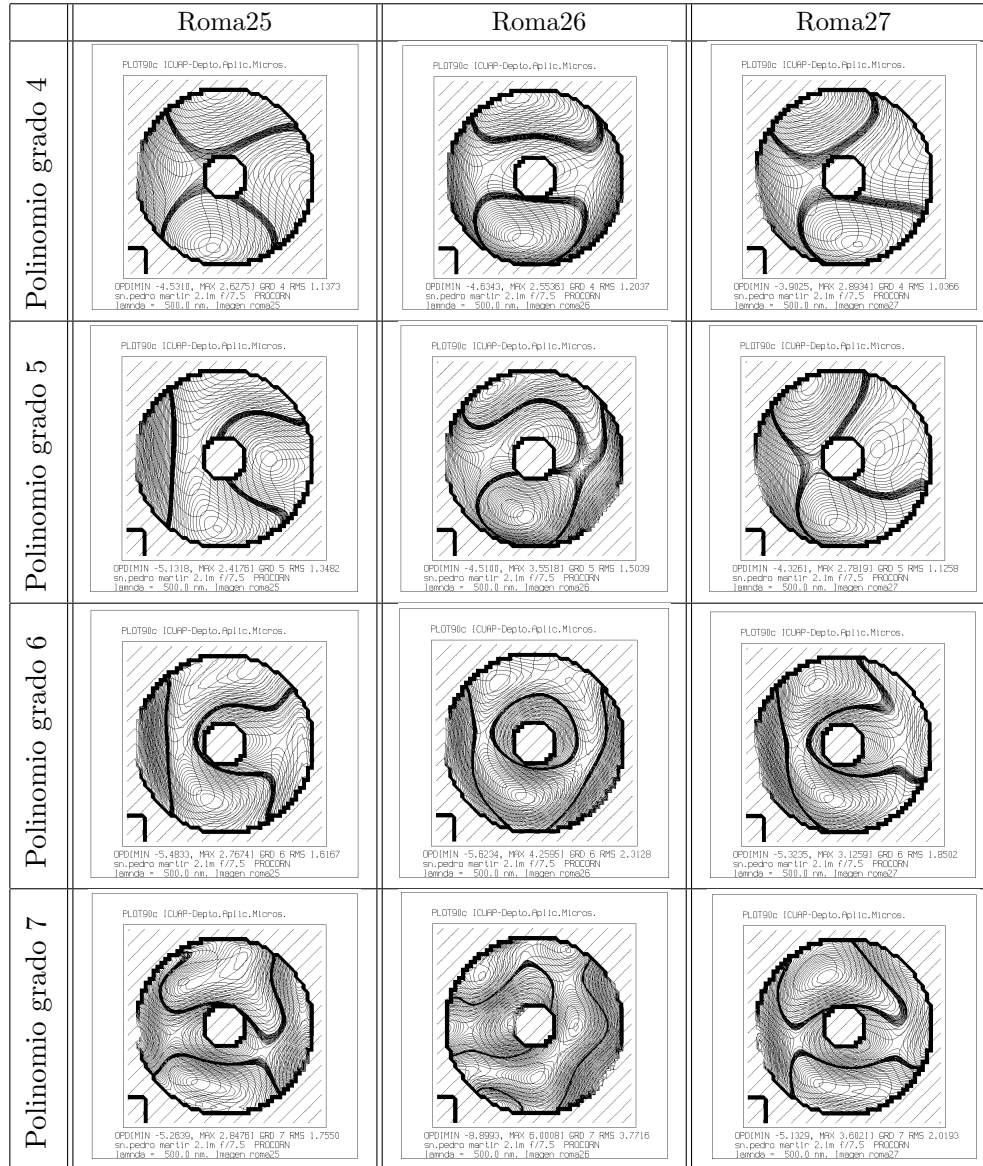 Roma25 Roma26 Roma27
Polinomio grado 4
PLOT90c ICUAP-Depto.Aplic.Micros.
OPD[MIN -4.5310, MAX 2.6275] GRD 4 RMS 1.1373
sn.pedro martir 2.1m f/7.5 PROCORN
lamnda = 500.0 nm. Imagen roma25
PLOT90c ICUAP-Depto.Aplic.Micros.
OPD[MIN -4.6343, MAX 2.5536] GRD 4 RMS 1.2037
sn.pedro martir 2.1m f/7.5 PROCORN
lamnda = 500.0 nm. Imagen roma26
PLOT90c ICUAP-Depto.Aplic.Micros.
OPD[MIN -3.9025, MAX 2.8934] GRD 4 RMS 1.0366
sn.pedro martir 2.1m f/7.5 PROCORN
lamnda = 500.0 nm. Imagen roma27
Polinomio grado 5
PLOT90c ICUAP-Depto.Aplic.Micros.
OPD[MIN -5.1318, MAX 2.4176] GRD 5 RMS 1.3482
sn.pedro martir 2.1m f/7.5 PROCORN
lamnda = 500.0 nm. Imagen roma25
PLOT90c ICUAP-Depto.Aplic.Micros.
OPD[MIN -4.5100, MAX 3.5518] GRD 5 RMS 1.5039
sn.pedro martir 2.1m f/7.5 PROCORN
lamnda = 500.0 nm. Imagen roma26
PLOT90c ICUAP-Depto.Aplic.Micros.
OPD[MIN -4.3261, MAX 2.7819] GRD 5 RMS 1.1258
sn.pedro martir 2.1m f/7.5 PROCORN
lamnda = 500.0 nm. Imagen roma27
Polinomio grado 6
PLOT90c ICUAP-Depto.Aplic.Micros.
OPD[MIN -5.4833, MAX 2.7674] GRD 6 RMS 1.6167
sn.pedro martir 2.1m f/7.5 PROCORN
lamnda = 500.0 nm. Imagen roma25
PLOT90c ICUAP-Depto.Aplic.Micros.
OPD[MIN -5.6234, MAX 4.2595] GRD 6 RMS 2.3128
sn.pedro martir 2.1m f/7.5 PROCORN
lamnda = 500.0 nm. Imagen roma26
PLOT90c ICUAP-Depto.Aplic.Micros.
OPD[MIN -5.3235, MAX 3.1259] GRD 6 RMS 1.8502
sn.pedro martir 2.1m f/7.5 PROCORN
lamnda = 500.0 nm. Imagen roma27
Polinomio grado 7
PLOT90c ICUAP-Depto.Aplic.Micros.
OPD[MIN -5.2639, MAX 2.8476] GRD 7 RMS 1.7550
sn.pedro martir 2.1m f/7.5 PROCORN
lamnda = 500.0 nm. Imagen roma25
PLOT90c ICUAP-Depto.Aplic.Micros.
OPD[MIN -8.8993, MAX 6.0008] GRD 7 RMS 3.7716
sn.pedro martir 2.1m f/7.5 PROCORN
lamnda = 500.0 nm. Imagen roma26
PLOT90c ICUAP-Depto.Aplic.Micros.
OPD[MIN -5.1329, MAX 3.6021] GRD 7 RMS 2.0193
sn.pedro martir 2.1m f/7.5 PROCORN
lamnda = 500.0 nm. Imagen roma27